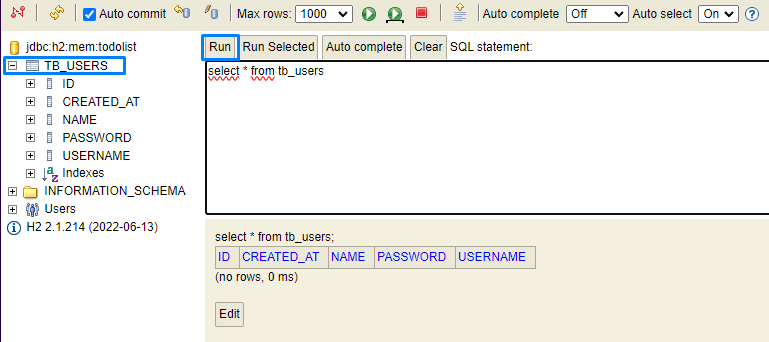 Auto commit Max rows: 1000 Auto complete Off Auto select On ?
jdbc:h2:mem:todolist
TB_USERS
ID
CREATED_AT
NAME
PASSWORD
USERNAME
Indexes
INFORMATION_SCHEMA
Users
H2 2.1.214 (2022-06-13)
Run Run Selected Auto complete Clear SQL statement:
select * from tb_users
select * from tb_users;
ID CREATED_AT NAME PASSWORD USERNAME
(no rows, 0 ms)
Edit